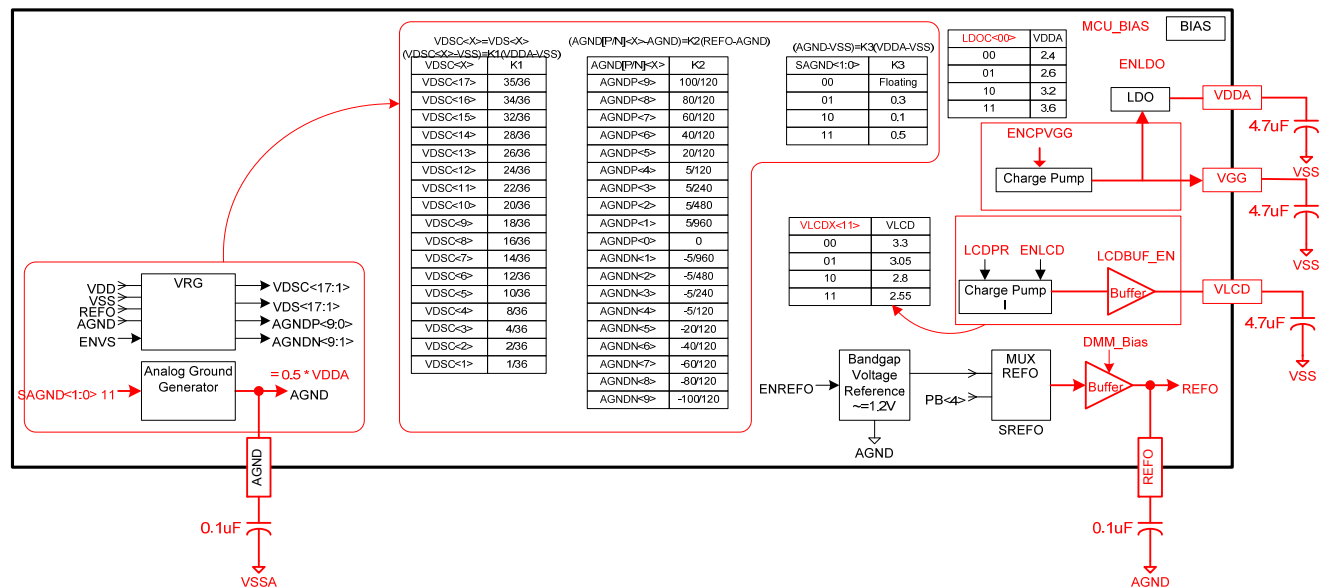 MCU_BIAS
BIAS
VDSC<X>=VDS<X>
(VDSC<X>-VSS)=K1(VDDA-VSS)
VDSC<X> K1
VDSC<17> 35/36
VDSC<16> 34/36
VDSC<15> 32/36
VDSC<14> 28/36
VDSC<13> 26/36
VDSC<12> 24/36
VDSC<11> 22/36
VDSC<10> 20/36
VDSC<9> 18/36
VDSC<8> 16/36
VDSC<7> 14/36
VDSC<6> 12/36
VDSC<5> 10/36
VDSC<4> 8/36
VDSC<3> 4/36
VDSC<2> 2/36
VDSC<1> 1/36
(AGND[P/N]<X>-AGND)=K2(REFO-AGND)
AGND[P/N]<X> K2
AGNDP<9> 100/120
AGNDP<8> 80/120
AGNDP<7> 60/120
AGNDP<6> 40/120
AGNDP<5> 20/120
AGNDP<4> 5/120
AGNDP<3> 5/240
AGNDP<2> 5/480
AGNDP<1> 5/960
AGNDP<0> 0
AGNDN<1> -5/960
AGNDN<2> -5/480
AGNDN<3> -5/240
AGNDN<4> -5/120
AGNDN<5> -20/120
AGNDN<6> -40/120
AGNDN<7> -60/120
AGNDN<8> -80/120
AGNDN<9> -100/120
(AGND-VSS)=K3(VDDA-VSS)
SAGND<1:0> K3
00 Floating
01 0.3
10 0.1
11 0.5
LDOC<00> VDDA
00 2.4
01 2.6
10 3.2
11 3.6
ENLDO
LDO
VDDA
4.7uF
VSS
ENCPVGG
Charge Pump
VGG
4.7uF
VSS
VLCDX<11> VLCD
00 3.3
01 3.05
10 2.8
11 2.55
LCDPR
ENLCD
LCDBUF_EN
Charge Pump
I
Buffer
VLCD
4.7uF
VSS
VDD
VSS
REFO
AGND
ENVS
VRG
VDSC<17:1>
VDS<17:1>
AGNDP<9:0>
AGNDN<9:1>
SAGND<1:0> 11
Analog Ground
Generator
=0.5*VDDA
AGND
AGND
0.1uF
VSSA
ENREFO
Bandgap
Voltage
Reference
~=1.2V
AGND
PB<4>
MUX
REFO
SREFO
DMM_Bias
Buffer
REFO
REFO
0.1uF
AGND